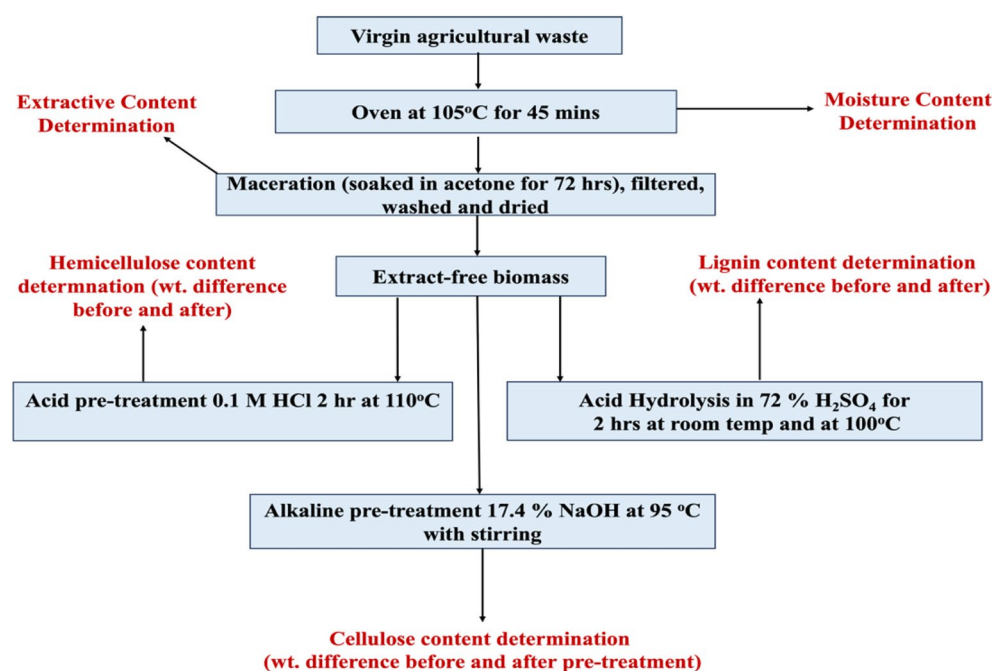 Virgin agricultural waste
Extractive Content
Determination
Oven at 105°C for 45 mins
Moisture Content
Determination
Maceration (soaked in acetone for 72 hrs), filtered,
washed and dried
Hemicellulose content
determnation (wt. difference
before and after)
Extract-free biomass
Lignin content determination
(wt. difference before and after)
Acid pre-treatment 0.1 M HCl 2 hr at 110°C
Acid Hydrolysis in 72 % H₂SO₄ for
2 hrs at room temp and at 100°C
Alkaline pre-treatment 17.4 % NaOH at 95 °C
with stirring
Cellulose content determination
(wt. difference before and after pre-treatment)